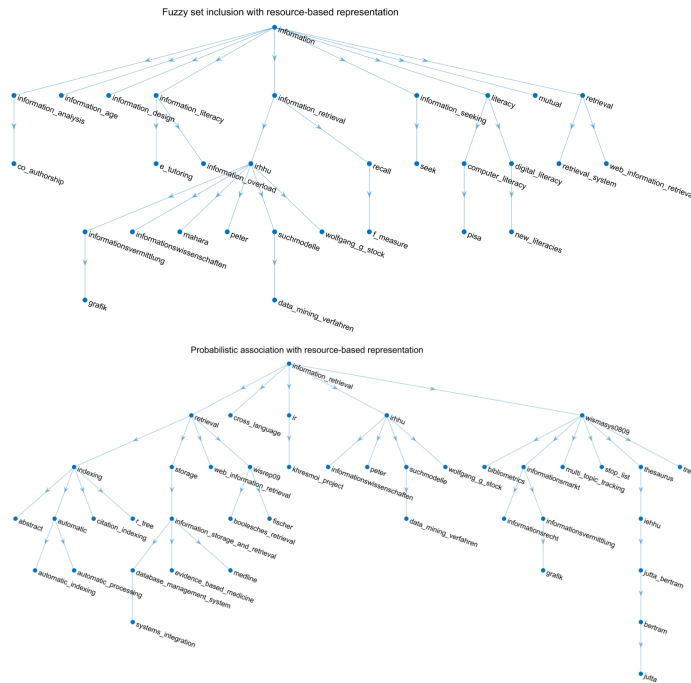 Fuzzy set inclusion with resource-based representation
information
information_analysis
information_age
information_design
information_literacy
information_retrieval
information_seeking
literacy
mutual
retrieval
co_authorship
e_tutoring
information_overload
irhhu
recall
seek
computer_literacy
digital_literacy
retrieval_system
web_information_retrieval
informationsvermittlung
informationswissenschaften
mahara
peter
suchmodelle
wolfgang_g_stock
f_measure
pisa
new_literacies
grafik
data_mining_verfahren
Probabilistic association with resource-based representation
information_retrieval
retrieval
cross_language
ir
irhhu
wismasys0809
indexing
storage
web_information_retrieval
wisrep09
khresmoi_project
informationswissenschaften
peter
suchmodelle
wolfgang_g_stock
bibliometrics
informationsmarkt
multi_topic_tracking
stop_list
thesaurus
tre
abstract
automatic
citation_indexing
r_tree
information_storage_and_retrieval
boolesches_retrieval
fischer
data_mining_verfahren
informationsrecht
informationsvermittlung
iehhu
automatic_indexing
automatic_processing
database_management_system
evidence_based_medicine
medline
grafik
jutta_bertram
systems_integration
bertram
jutta